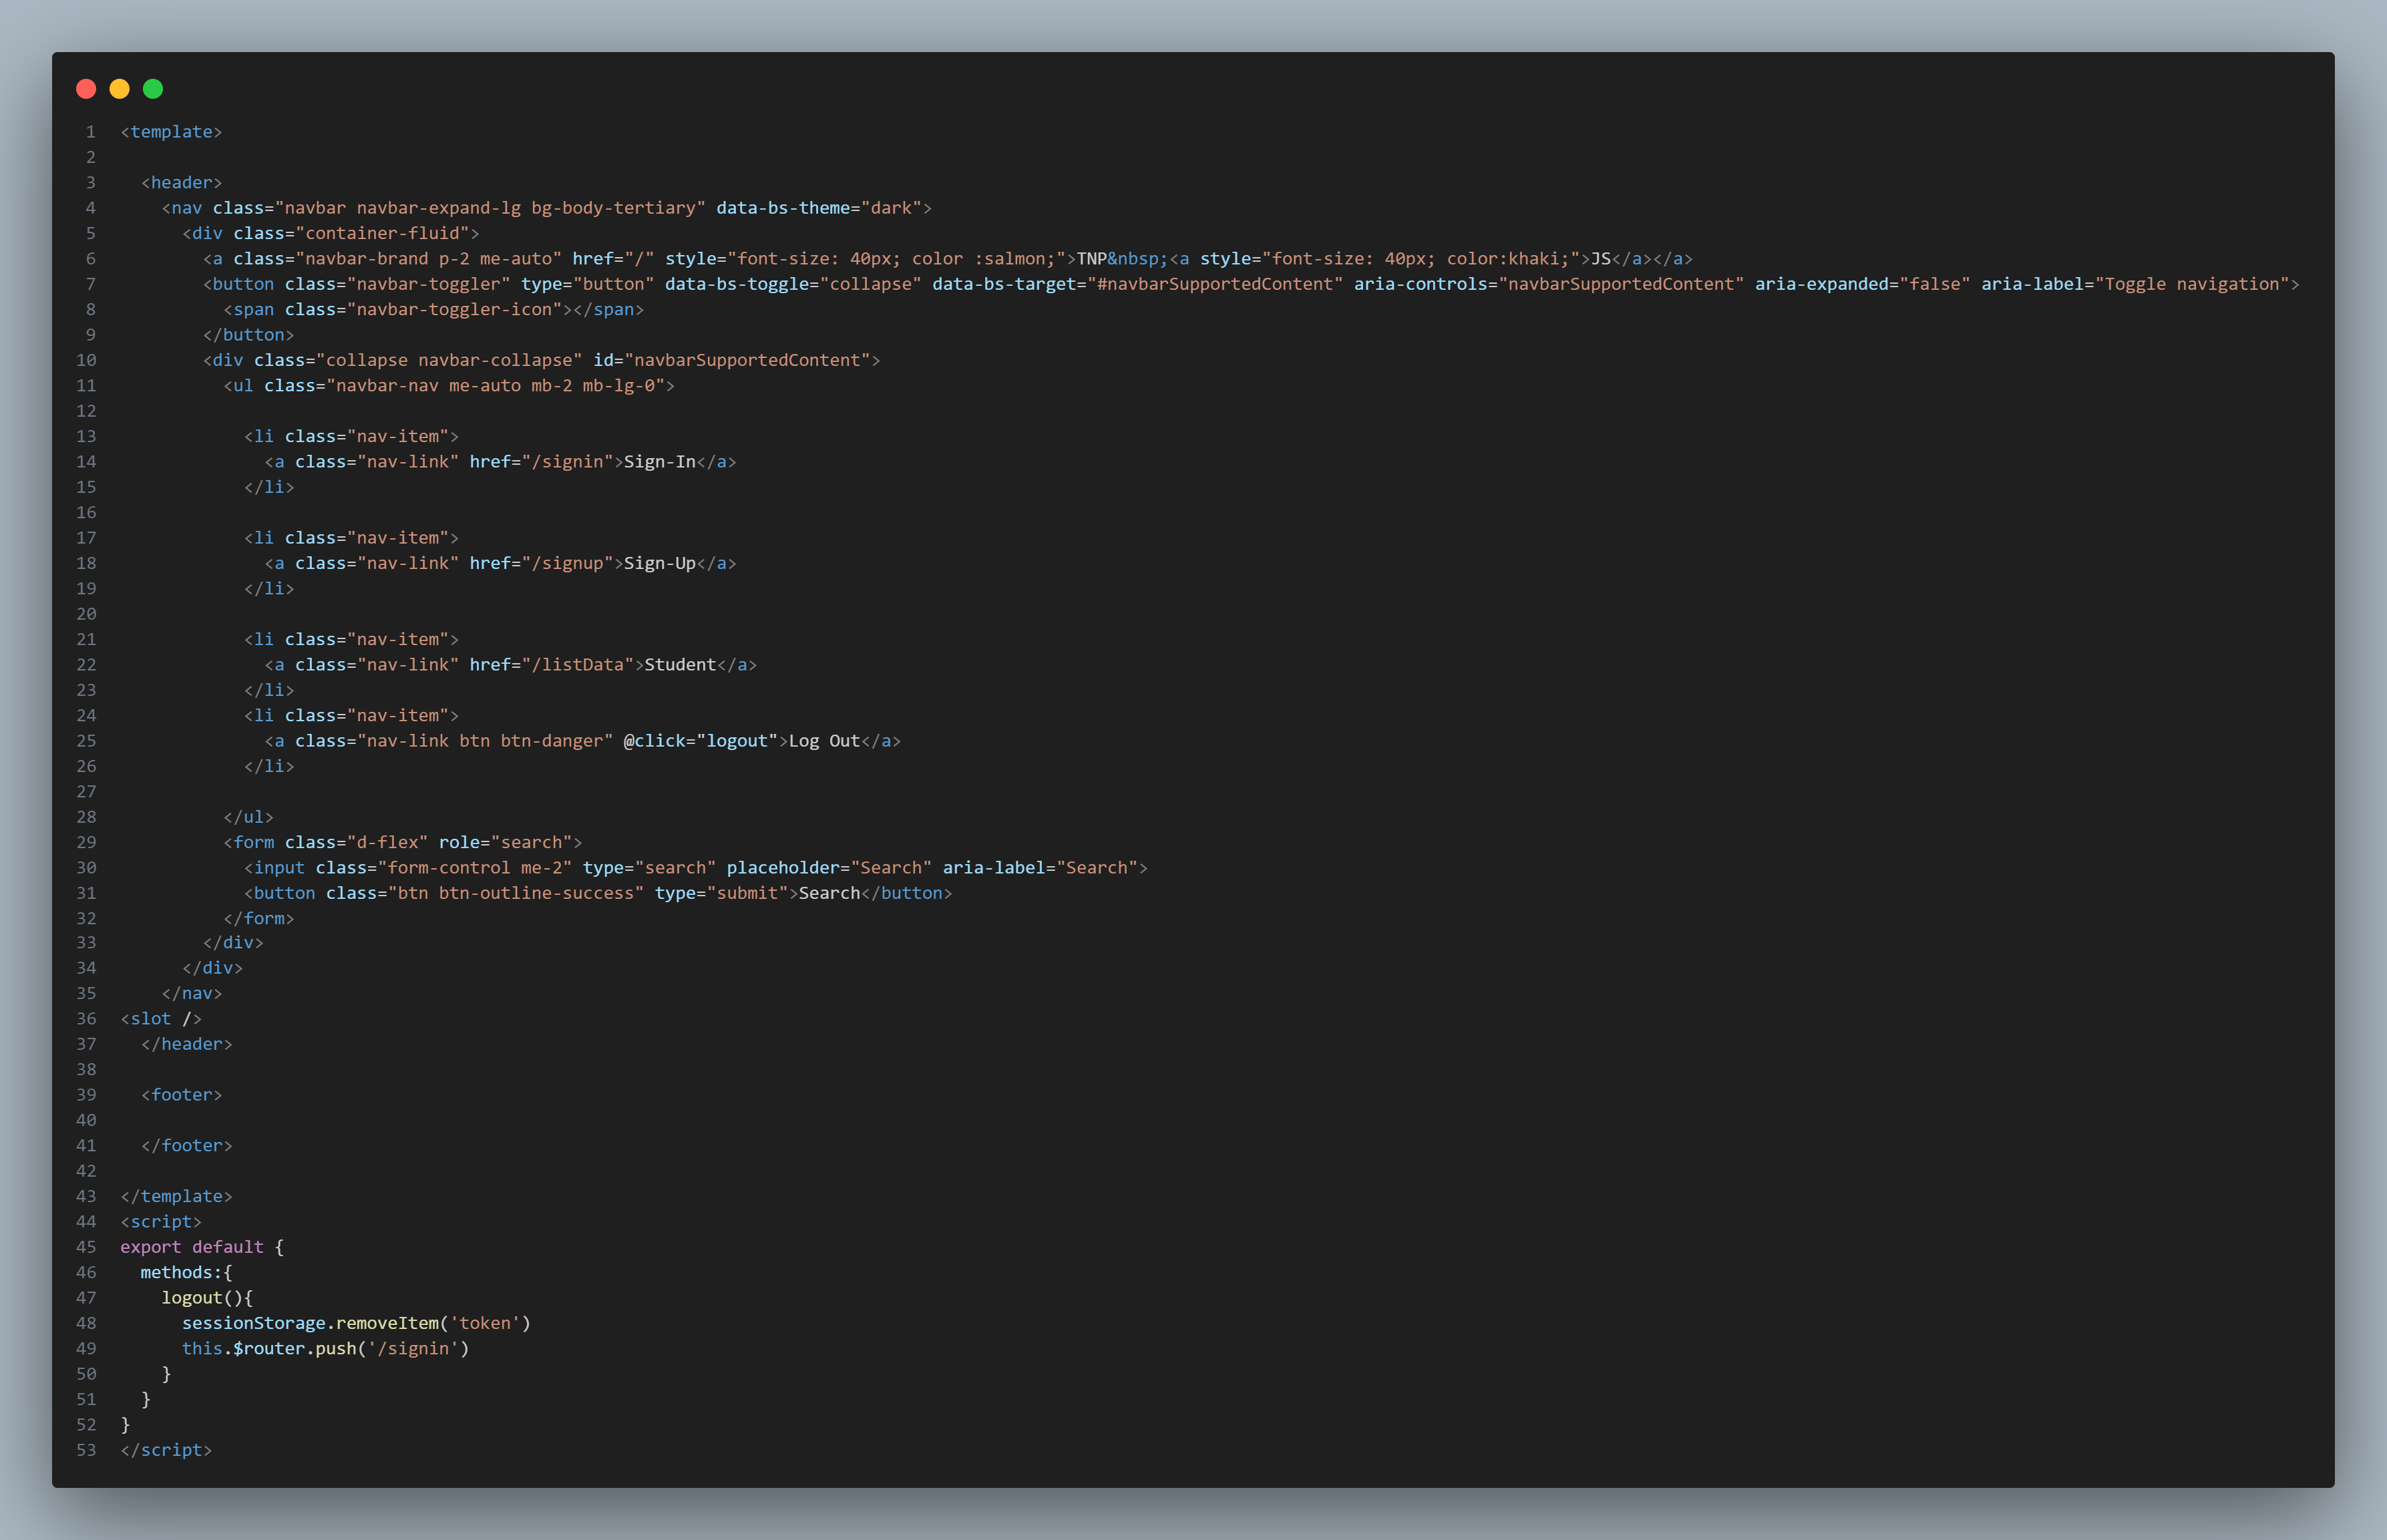 1 <template>
2
3   <header>
4     <nav class="navbar navbar-expand-lg bg-body-tertiary" data-bs-theme="dark">
5       <div class="container-fluid">
6         <a class="navbar-brand p-2 me-auto" href="/" style="font-size: 40px; color :salmon;">TNP&nbsp;<a style="font-size: 40px; color:khaki;">JS</a></a>
7         <button class="navbar-toggler" type="button" data-bs-toggle="collapse" data-bs-target="#navbarSupportedContent" aria-controls="navbarSupportedContent" aria-expanded="false" aria-label="Toggle navigation">
8           <span class="navbar-toggler-icon"></span>
9         </button>
10         <div class="collapse navbar-collapse" id="navbarSupportedContent">
11           <ul class="navbar-nav me-auto mb-2 mb-lg-0">
12
13             <li class="nav-item">
14               <a class="nav-link" href="/signin">Sign-In</a>
15             </li>
16
17             <li class="nav-item">
18               <a class="nav-link" href="/signup">Sign-Up</a>
19             </li>
20
21             <li class="nav-item">
22               <a class="nav-link" href="/listData">Student</a>
23             </li>
24             <li class="nav-item">
25               <a class="nav-link btn btn-danger" @click="logout">Log Out</a>
26             </li>
27
28           </ul>
29           <form class="d-flex" role="search">
30             <input class="form-control me-2" type="search" placeholder="Search" aria-label="Search">
31             <button class="btn btn-outline-success" type="submit">Search</button>
32           </form>
33         </div>
34       </div>
35     </nav>
36 <slot />
37   </header>
38
39   <footer>
40
41   </footer>
42
43 </template>
44 <script>
45 export default {
46   methods:{
47     logout(){
48       sessionStorage.removeItem('token')
49       this.$router.push('/signin')
50     }
51   }
52 }
53 </script>